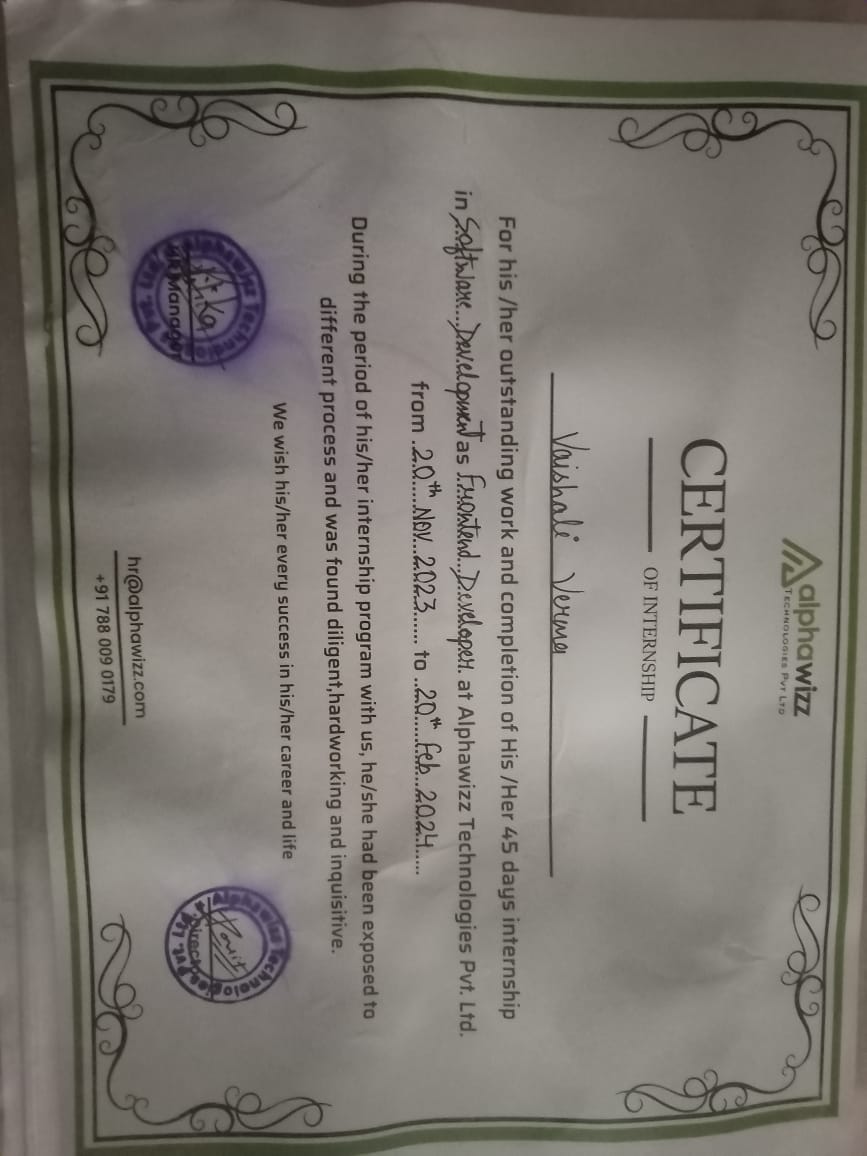 alphawizz
TECHNOLOGIES PVT LTD
CERTIFICATE
OF INTERNSHIP
Vaishali Verma
For his /her outstanding work and completion of His /Her 45 days internship
in Software Development as Frontend Developer. at Alphawizz Technologies Pvt. Ltd.
from 20th Nov 2023 to 20th Feb 2024
During the period of his/her internship program with us, he/she had been exposed to
different process and was found diligent,hardworking and inquisitive.
We wish his/her every success in his/her career and life
Alphawizz Technologies Pvt. Ltd.
HR Manager
Alphawizz Technologies Pvt. Ltd.
Director
hr@alphawizz.com
+91 788 009 0179